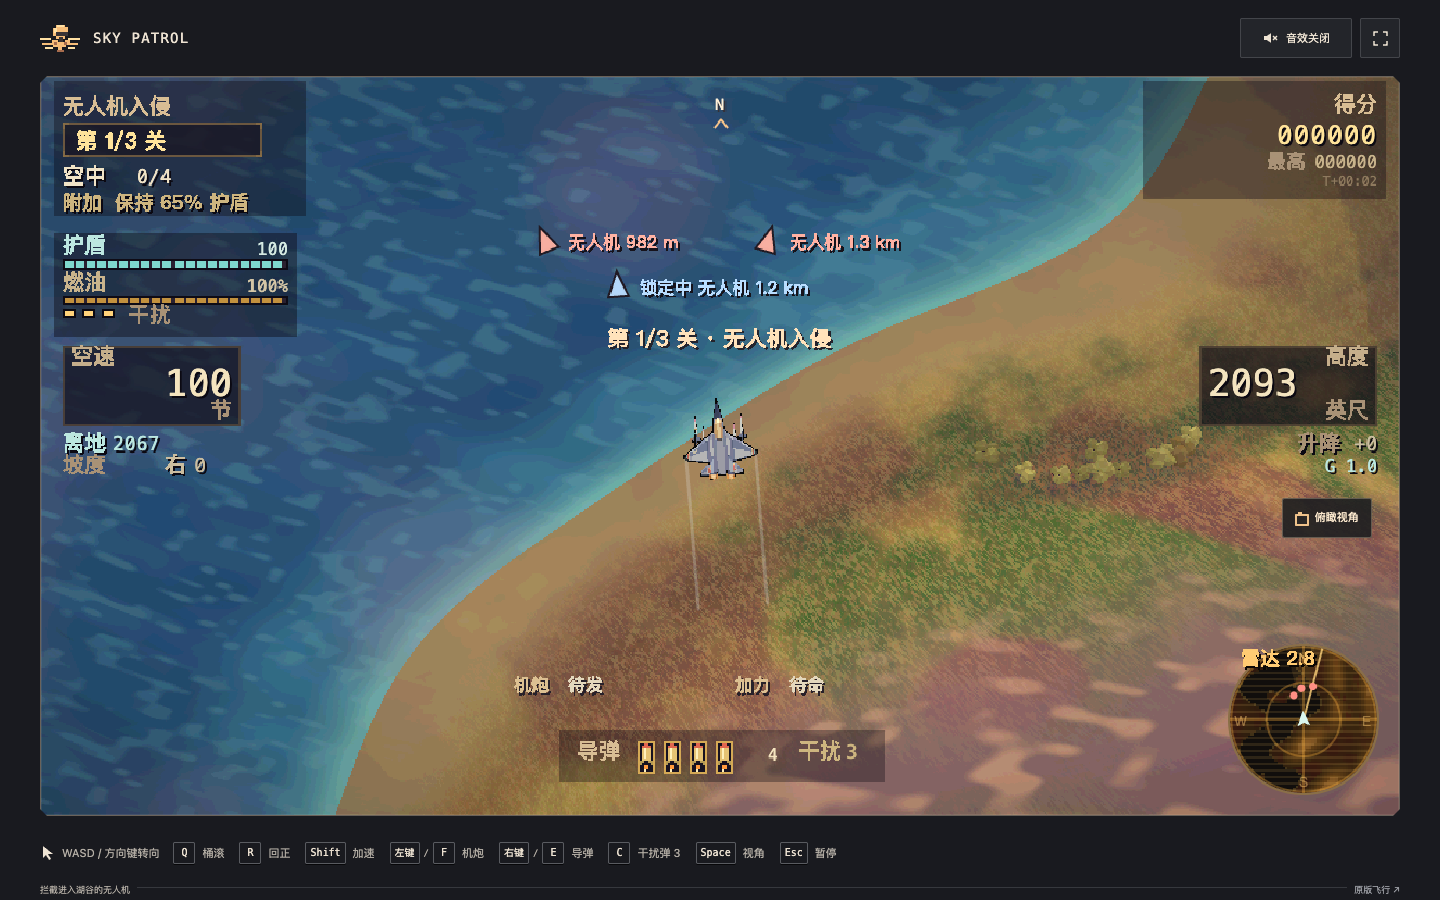 SKY PATROL
音效关闭
无人机入侵
第 1/3 关
空中 0/4
附加 保持 65% 护盾
护盾 100
燃油 100%
干扰
空速
100
节
离地 2067
坡度 右 0
N
无人机 982 m
无人机 1.3 km
锁定中 无人机 1.2 km
第 1/3 关 · 无人机入侵
得分
000000
最高 000000
T+00:02
高度
2093
英尺
升降 +0
G 1.0
俯瞰视角
雷达 2.8
W
E
S
机炮 待发
加力 待命
导弹 4 干扰 3
WASD / 方向键转向 Q 桶滚 R 回正 Shift 加速 左键 / F 机炮 右键 / E 导弹 C 干扰弹 3 Space 视角 Esc 暂停
拦截进入湖谷的无人机
原版飞行 ↗